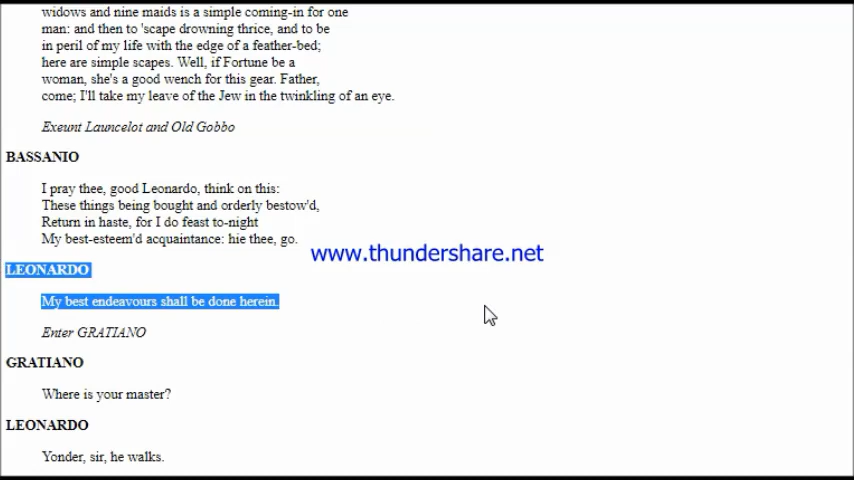 widows and nine maids is a simple coming-in for one
man: and then to 'scape drowning thrice, and to be
in peril of my life with the edge of a feather-bed;
here are simple scapes. Well, if Fortune be a
woman, she's a good wench for this gear. Father,
come; I'll take my leave of the Jew in the twinkling of an eye.
Exeunt Launcelot and Old Gobbo
BASSANIO
I pray thee, good Leonardo, think on this:
These things being bought and orderly bestow'd,
Return in haste, for I do feast to-night
My best-esteem'd acquaintance: hie thee, go.
www.thundershare.net
LEONARDO
My best endeavours shall be done herein.
Enter GRATIANO
GRATIANO
Where is your master?
LEONARDO
Yonder, sir, he walks.